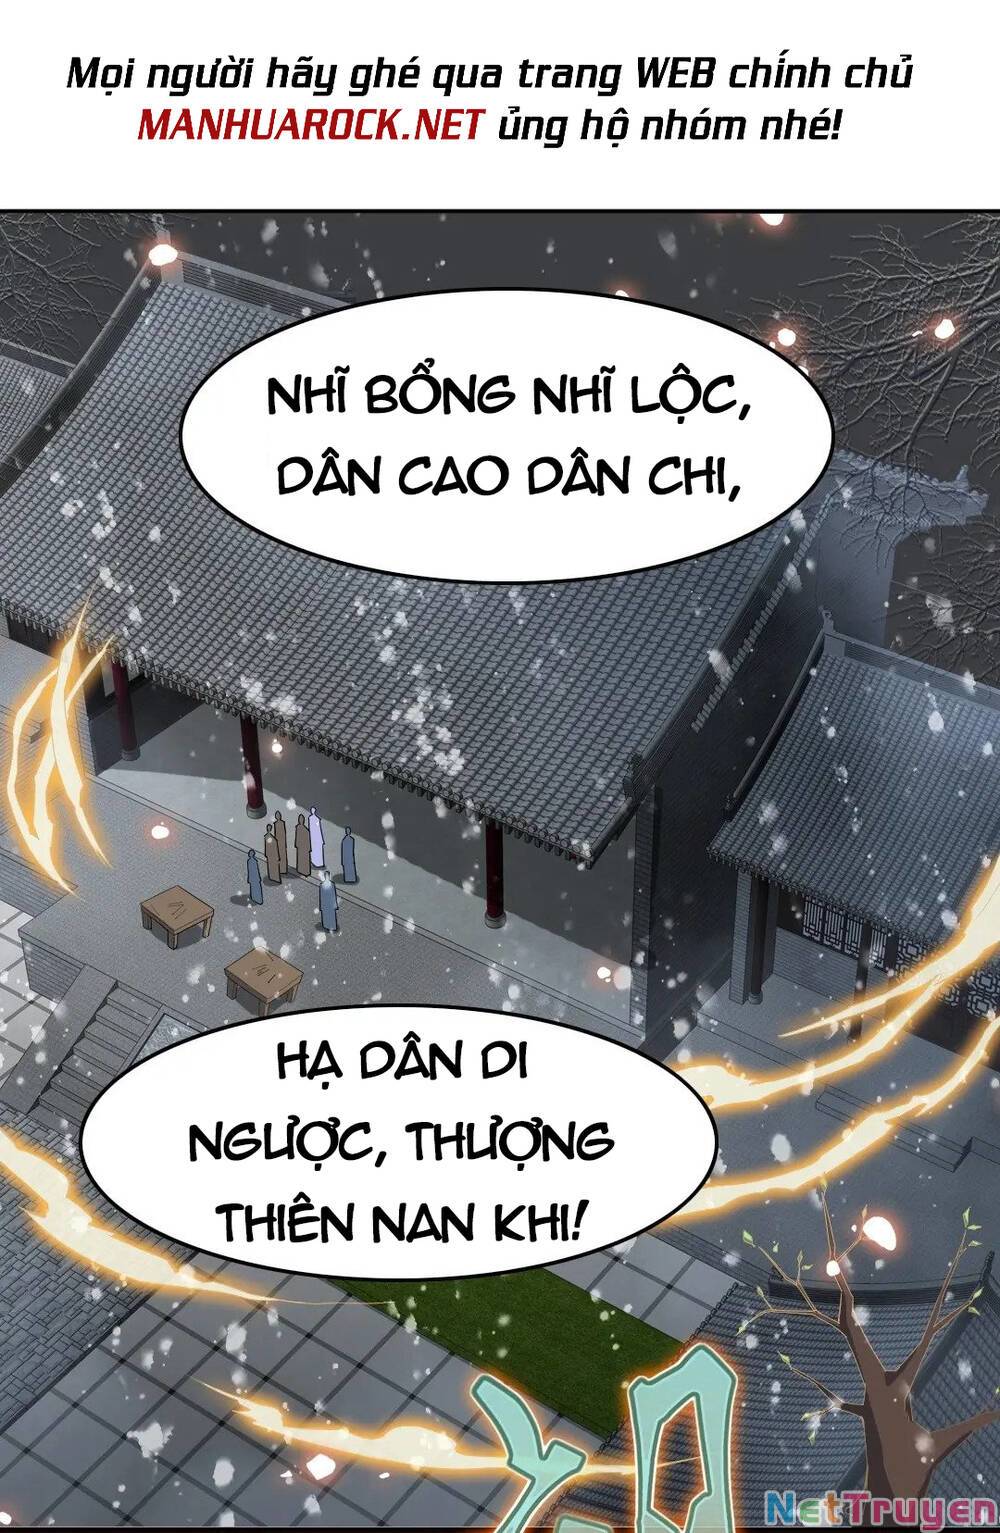 Mọi người hãy ghé qua trang WEB chính chủ
MANHUAROCK.NET ủng hộ nhóm nhé!
NHĨ BỔNG NHĨ LỘC,
DÂN CAO DÂN CHI,
HẠ DÂN DI
NGƯỢC, THƯỢNG
THIÊN NAN KHI!
NetTruyen